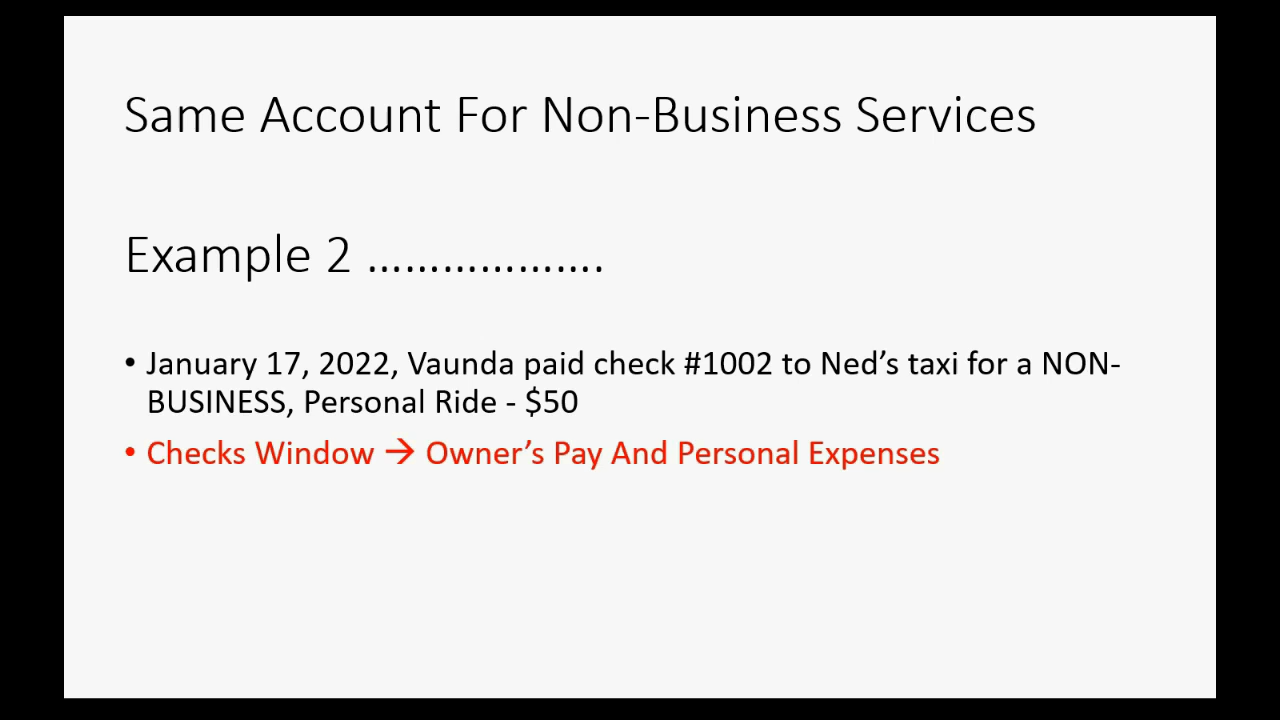 Same Account For Non-Business Services
Example 2 ……………….
• January 17, 2022, Vaunda paid check #1002 to Ned’s taxi for a NON-
BUSINESS, Personal Ride - $50
• Checks Window → Owner’s Pay And Personal Expenses